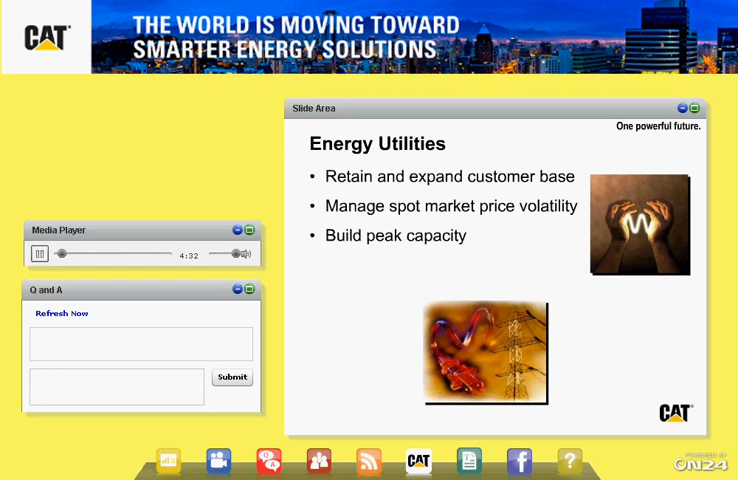 CAT
THE WORLD IS MOVING TOWARD
SMARTER ENERGY SOLUTIONS
Slide Area
One powerful future.
Energy Utilities
• Retain and expand customer base
• Manage spot market price volatility
• Build peak capacity
Media Player
4:32
Q and A
Refresh Now
Submit
CAT
Q
A
CAT
f
?
POWERED BY
ON24